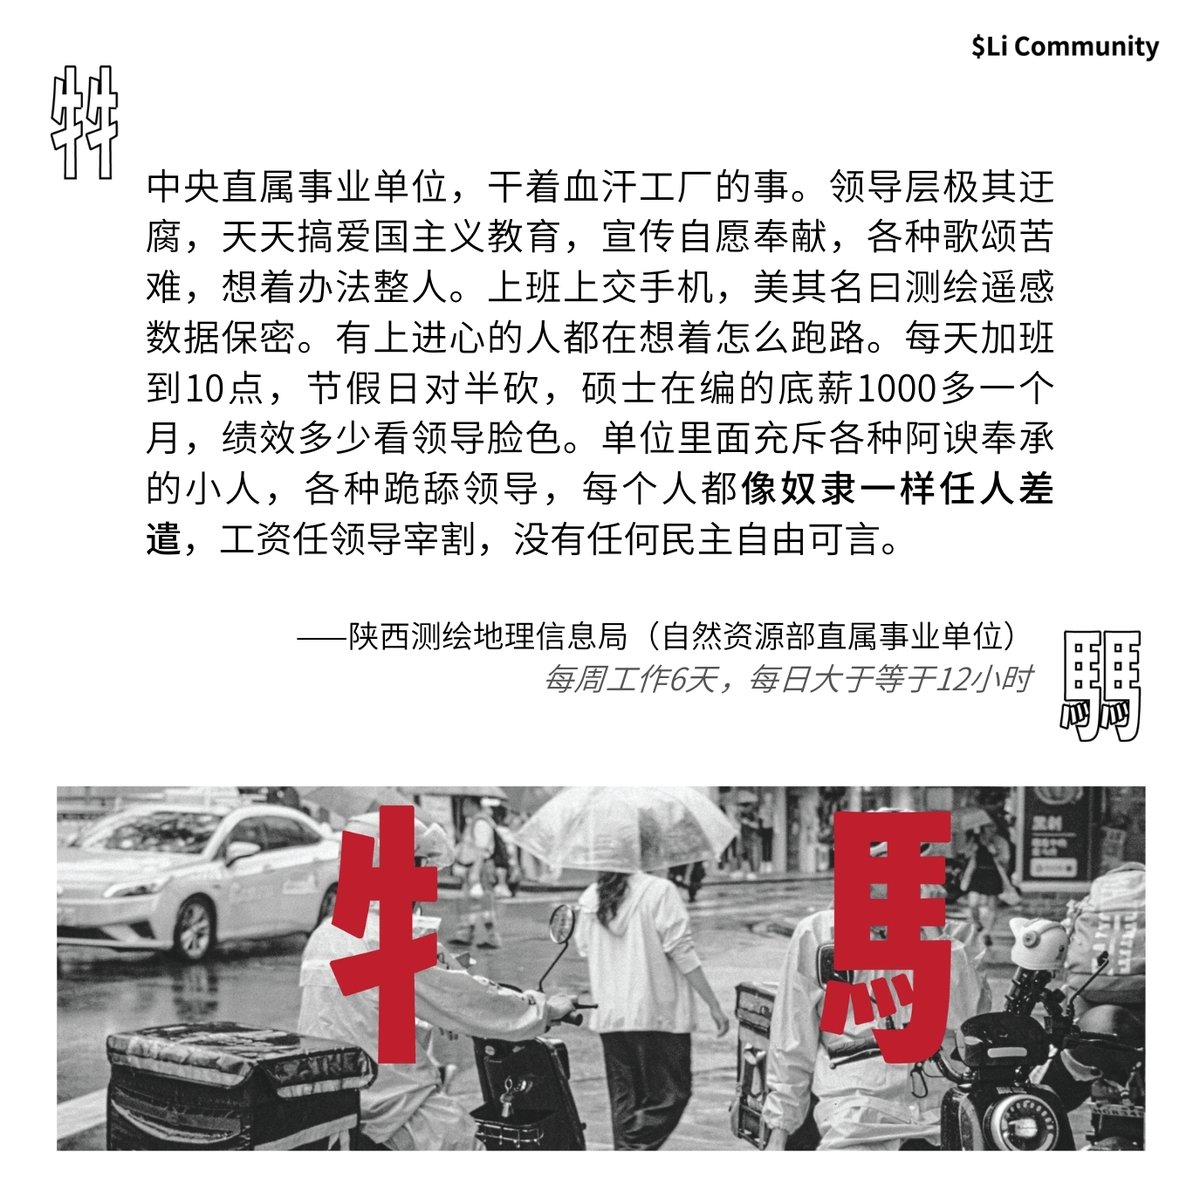 $Li Community
牜牜
中央直属事业单位，干着血汗工厂的事。领导层极其迂
腐，天天搞爱国主义教育，宣传自愿奉献，各种歌颂苦
难，想着办法整人。上班上交手机，美其名曰测绘遥感
数据保密。有上进心的人都在想着怎么跑路。每天加班
到10点，节假日对半砍，硕士在编的底薪1000多一个
月，绩效多少看领导脸色。单位里面充斥各种阿谀奉承
的小人，各种跪舔领导，每个人都像奴隶一样任人差
遣，工资任领导宰割，没有任何民主自由可言。
——陕西测绘地理信息局（自然资源部直属事业单位）
每周工作6天，每日大于等于12小时
馬馬
牜 馬